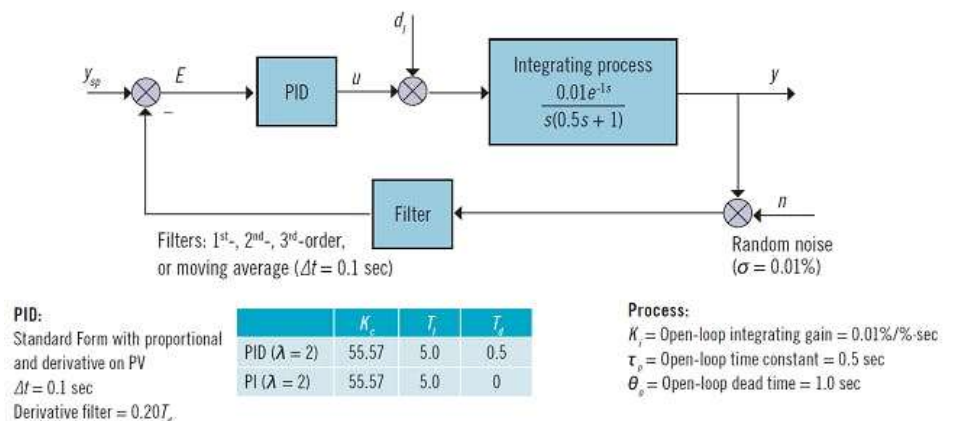 d_i
y_sp
E
PID
u
Integrating process
0.01e^-1s
s(0.5s + 1)
y
−
Filter
n
Filters: 1st-, 2nd-, 3rd-order,
or moving average (Δt = 0.1 sec)
Random noise
(σ = 0.01%)
PID:
Standard Form with proportional
and derivative on PV
Δt = 0.1 sec
Derivative filter = 0.20T_d
K_c T_i T_d
PID (λ = 2) 55.57 5.0 0.5
PI (λ = 2) 55.57 5.0 0
Process:
K_i = Open-loop integrating gain = 0.01%/%·sec
τ_p = Open-loop time constant = 0.5 sec
θ_p = Open-loop dead time = 1.0 sec